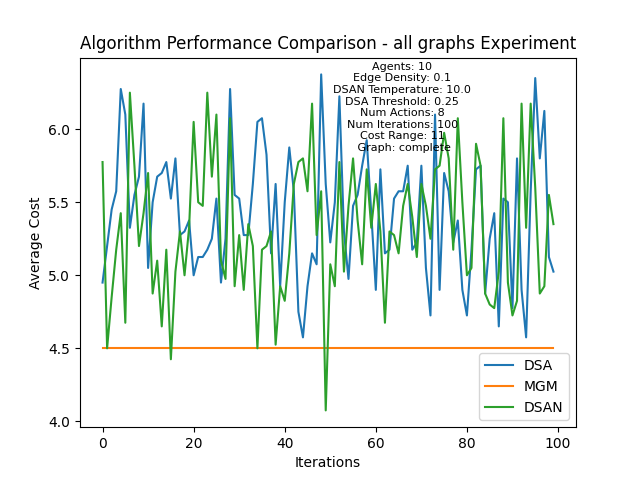 Algorithm Performance Comparison - all graphs Experiment
Agents: 10
Edge Density: 0.1
DSAN Temperature: 10.0
DSA Threshold: 0.25
Num Actions: 8
Num Iterations: 100
Cost Range: 11
Graph: complete
Average Cost
6.0
5.5
5.0
4.5
4.0
DSA
MGM
DSAN
0
20
40
60
80
100
Iterations